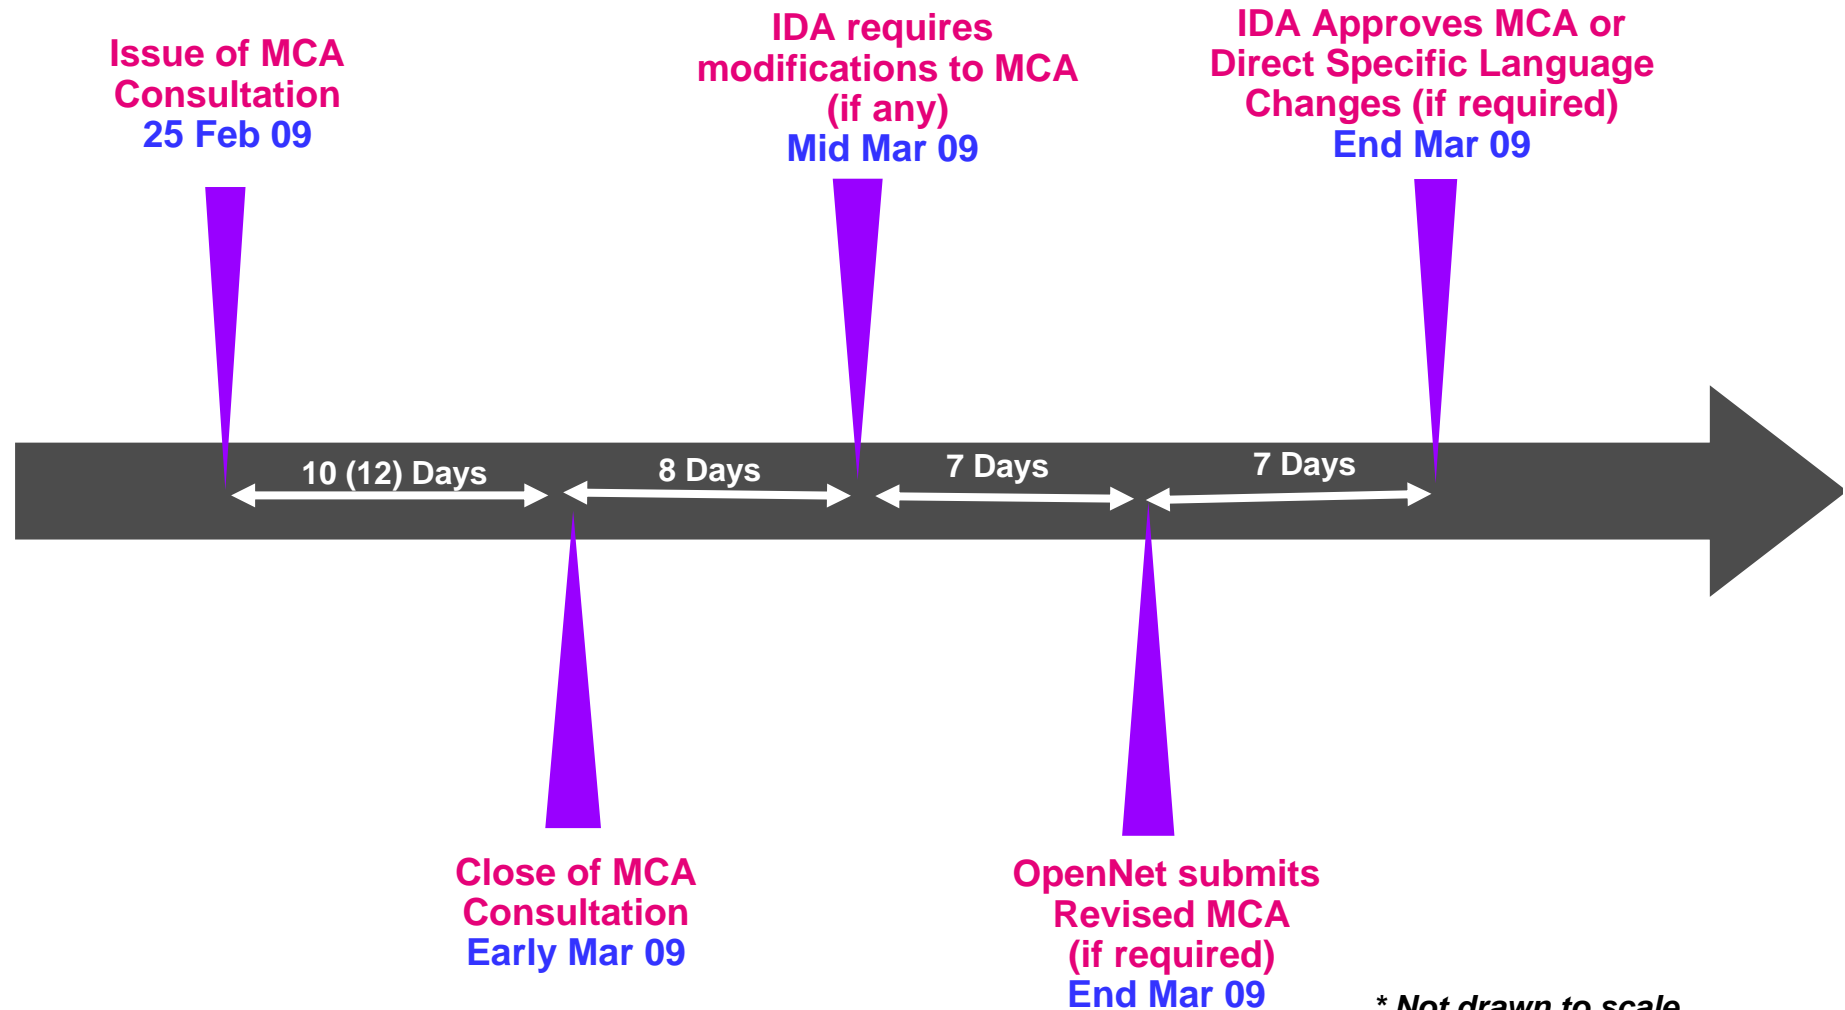 Issue of MCA
Consultation
25 Feb 09
IDA requires
modifications to MCA
(if any)
Mid Mar 09
IDA Approves MCA or
Direct Specific Language
Changes (if required)
End Mar 09
10 (12) Days
8 Days
7 Days
7 Days
Close of MCA
Consultation
Early Mar 09
OpenNet submits
Revised MCA
(if required)
End Mar 09
* Not drawn to scale